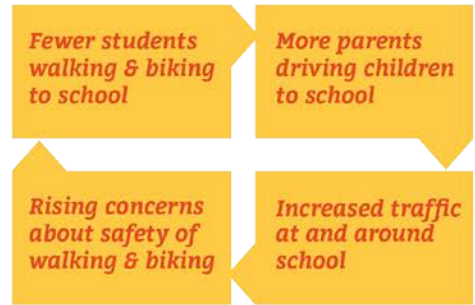 Fewer students
walking & biking
to school
More parents
driving children
to school
Increased traffic
at and around
school
Rising concerns
about safety of
walking & biking